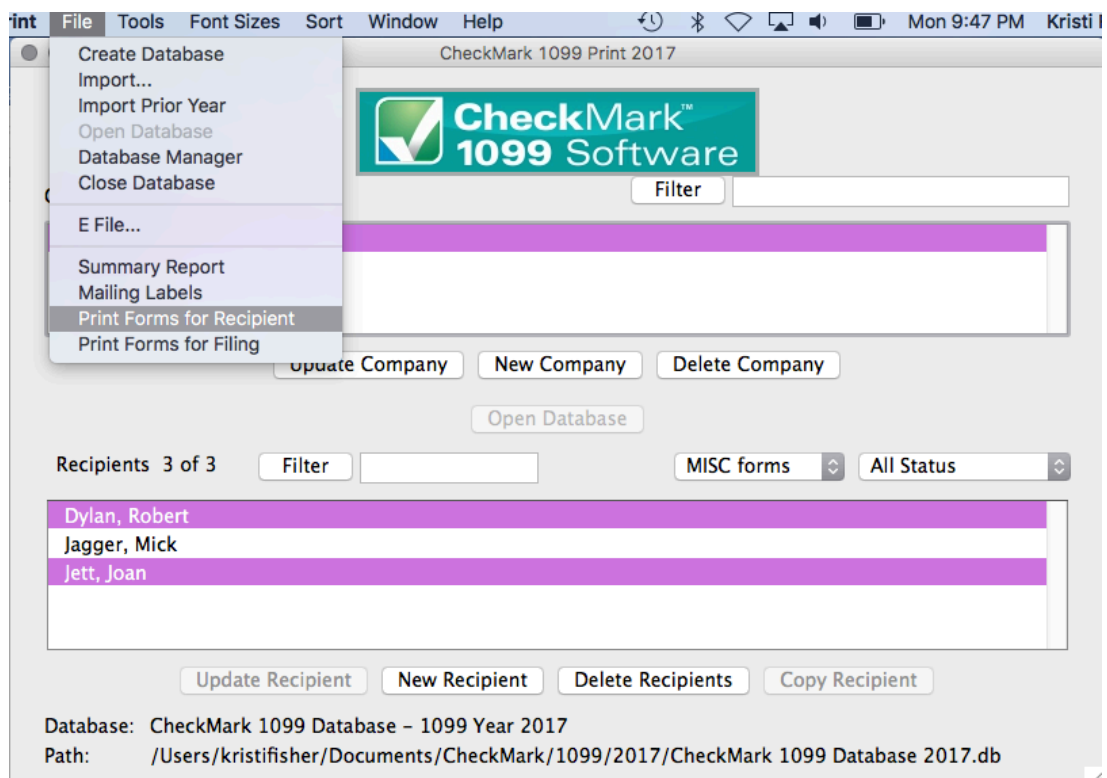 rint File Tools Font Sizes Sort Window Help Mon 9:47 PM Kristi
CheckMark 1099 Print 2017
Create Database
Import...
Import Prior Year
Open Database
Database Manager
Close Database
E File...
Summary Report
Mailing Labels
Print Forms for Recipient
Print Forms for Filing
CheckMark™
1099 Software
Filter
Update Company New Company Delete Company
Open Database
Recipients 3 of 3 Filter MISC forms All Status
Dylan, Robert
Jagger, Mick
Jett, Joan
Update Recipient New Recipient Delete Recipients Copy Recipient
Database: CheckMark 1099 Database – 1099 Year 2017
Path: /Users/kristifisher/Documents/CheckMark/1099/2017/CheckMark 1099 Database 2017.db